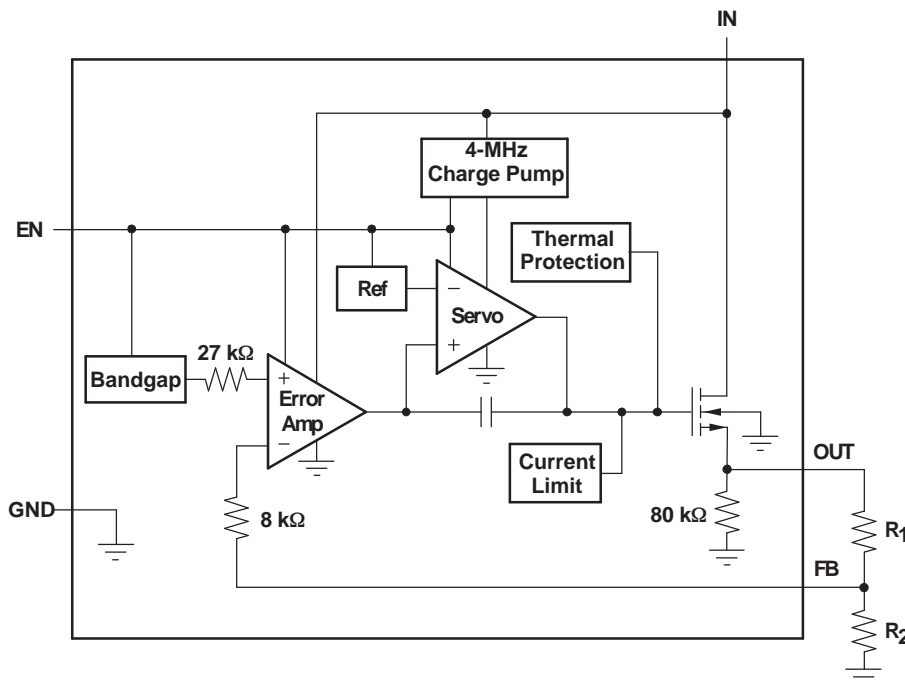 IN
4-MHz
Charge Pump
EN
Thermal
Protection
Ref
−
Servo
+
27 kΩ
Bandgap
+
Error
Amp
−
Current
Limit
OUT
GND
8 kΩ
80 kΩ
R1
FB
R2